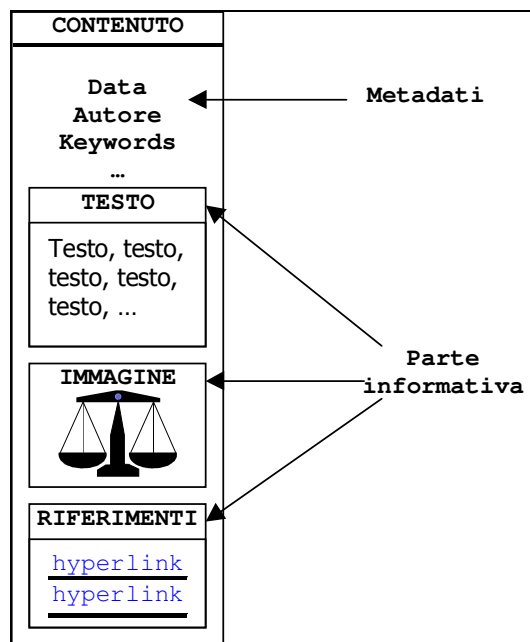 CONTENUTO
Data
Autore
Keywords
…
Metadati
TESTO
Testo, testo,
testo, testo,
testo, …
IMMAGINE
Parte
informativa
RIFERIMENTI
hyperlink
hyperlink